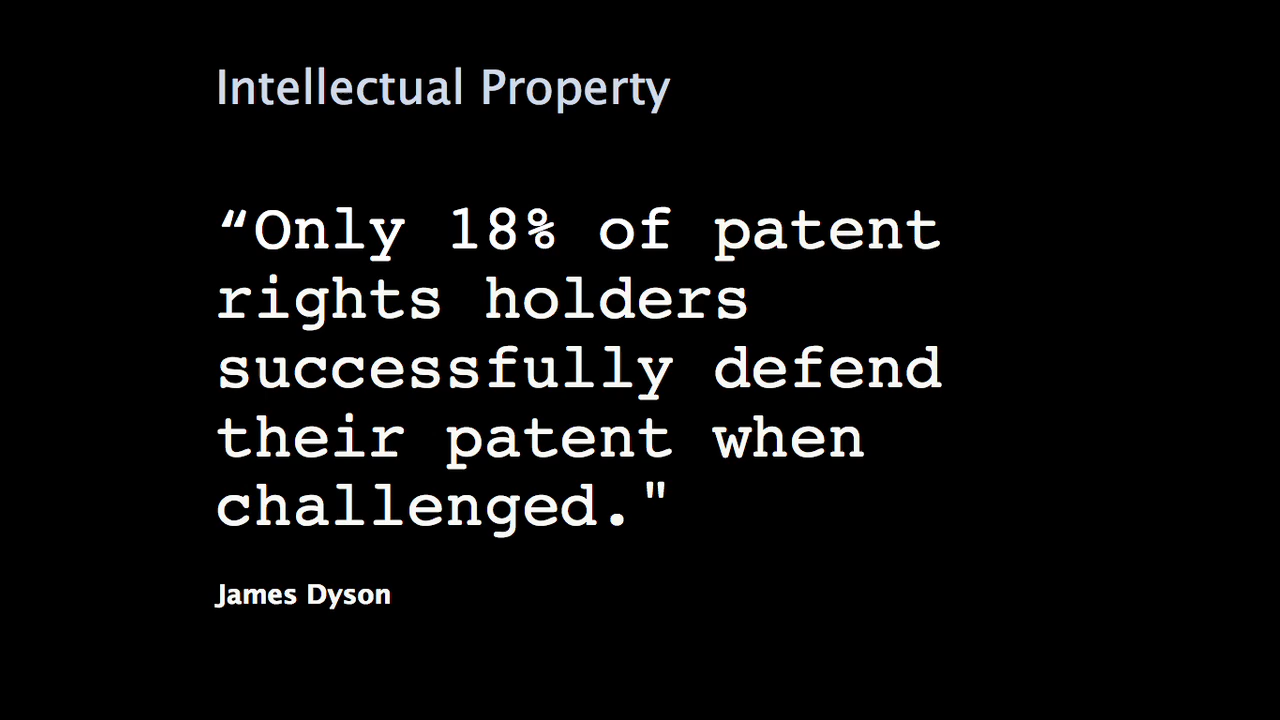 Intellectual Property
“Only 18% of patent
rights holders
successfully defend
their patent when
challenged."
James Dyson